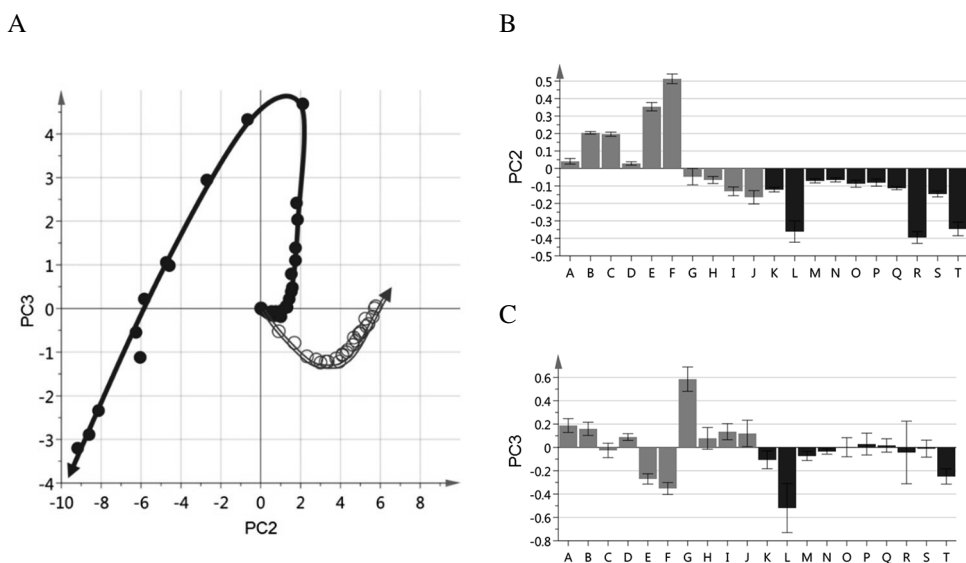 A
B
C
4
3
2
1
0
-1
-2
-3
-4
-10 -8 -6 -4 -2 0 2 4 6 8
PC2
PC3
0.5
0.4
0.3
0.2
0.1
0
-0.1
-0.2
-0.3
-0.4
-0.5
PC2
A B C D E F G H I J K L M N O P Q R S T
0.6
0.4
0.2
0
-0.2
-0.4
-0.6
-0.8
PC3
A B C D E F G H I J K L M N O P Q R S T